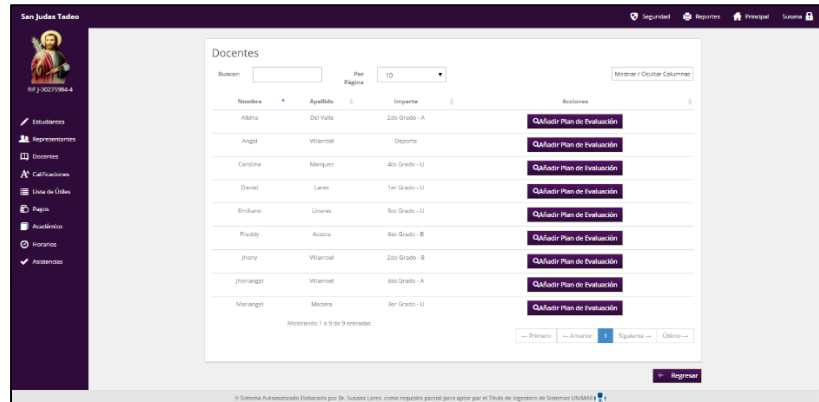 San Judas Tadeo
Seguridad Reportes Principal Susana
RIF J-30275984-4
Estudiantes
Representantes
Docentes
Calificaciones
Lista de Útiles
Pagos
Académico
Horarios
Asistencias
Docentes
Buscar: Por Página 10 Mostrar / Ocultar Columnas
Nombre Apellido Imparte Acciones
Albina Del Valle 2do Grado - A Añadir Plan de Evaluación
Angel Villarroel Deporte Añadir Plan de Evaluación
Carolina Marquez 4to Grado - U Añadir Plan de Evaluación
Daniel Lares 1er Grado - U Añadir Plan de Evaluación
Emiliano Linares 5to Grado - U Añadir Plan de Evaluación
Freddy Acosta 6to Grado - B Añadir Plan de Evaluación
Jhony Villarroel 2do Grado - B Añadir Plan de Evaluación
Jhoriangel Villarroel 6to Grado - A Añadir Plan de Evaluación
Mariangel Madera 3er Grado - U Añadir Plan de Evaluación
Mostrando 1 a 9 de 9 entradas
← Primero ← Anterior 1 Siguiente → Último →
← Regresar
© Sistema Automatizado Elaborado por Br. Susana Lares, como requisito parcial para optar por el Título de Ingeniero de Sistemas UNIMAR